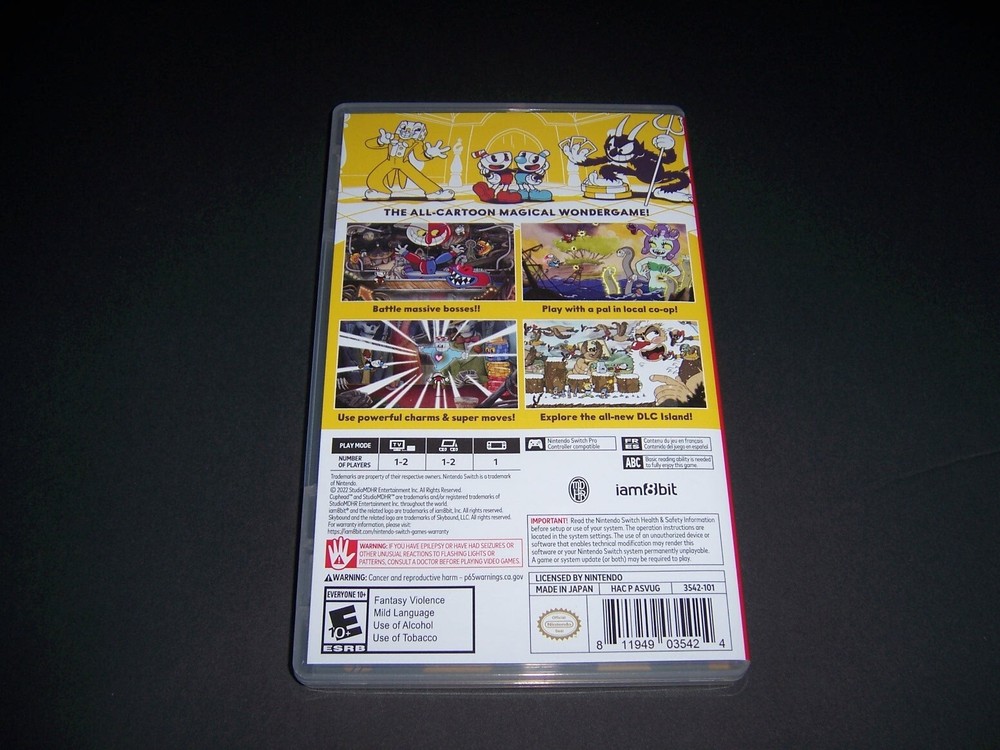 THE ALL-CARTOON MAGICAL WONDERGAME!
Battle massive bosses!!
Play with a pal in local co-op!
Use powerful charms & super moves!
Explore the all-new DLC Island!
PLAY MODE
TV
NUMBER
OF PLAYERS
1-2
1-2
1
Nintendo Switch Pro
Controller compatible
FR
ES
Contenu du jeu en français
Contenido del juego en español
ABC
Basic reading ability is needed
to fully enjoy this game.
Trademarks are property of their respective owners. Nintendo Switch is a trademark
of Nintendo.
© 2022 StudioMDHR Entertainment Inc. All Rights Reserved.
Cuphead™ and StudioMDHR™ are trademarks and/or registered trademarks of
StudioMDHR Entertainment Inc. throughout the world.
iam8bit® and the related logo are trademarks of iam8bit, Inc. All rights reserved.
Skybound and the related logo are trademarks of Skybound, LLC. All rights reserved.
For warranty information, please visit:
https://iam8bit.com/nintendo-switch-games-warranty
MDHR
iam8bit
IMPORTANT! Read the Nintendo Switch Health & Safety Information
before setup or use of your system. The operation instructions are
located in the system settings. The use of an unauthorized device or
software that enables technical modification may render this
software or your Nintendo Switch system permanently unplayable.
A game or system update (or both) may be required to play.
WARNING: IF YOU HAVE EPILEPSY OR HAVE HAD SEIZURES OR
OTHER UNUSUAL REACTIONS TO FLASHING LIGHTS OR
PATTERNS, CONSULT A DOCTOR BEFORE PLAYING VIDEO GAMES.
WARNING: Cancer and reproductive harm - p65warnings.ca.gov
EVERYONE 10+
E
10+
ESRB
Fantasy Violence
Mild Language
Use of Alcohol
Use of Tobacco
LICENSED BY NINTENDO
MADE IN JAPAN
HAC P ASVUG
3542-101
Official
Nintendo
Seal
8 11949 03542 4